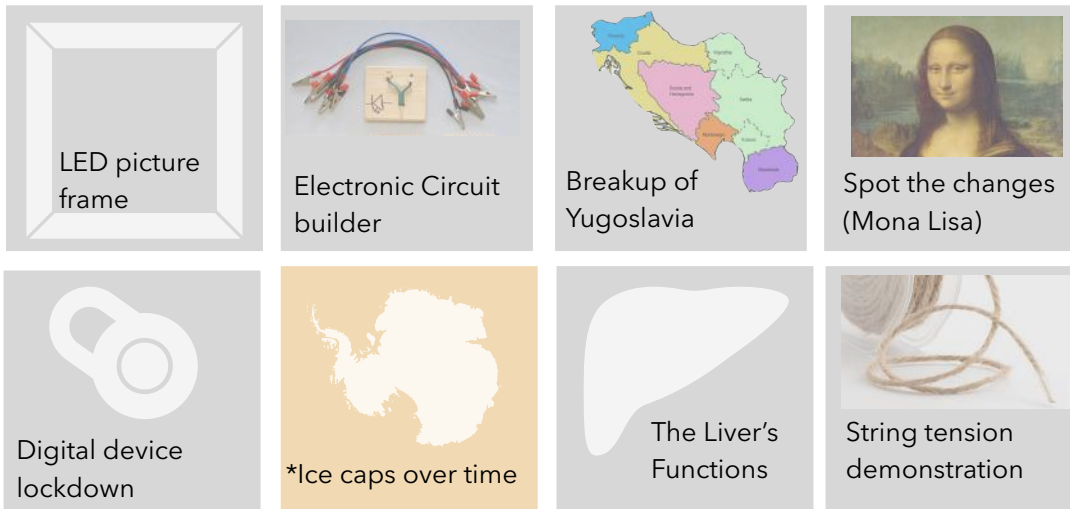 LED picture
frame
Electronic Circuit
builder
Breakup of
Yugoslavia
Spot the changes
(Mona Lisa)
Digital device
lockdown
*Ice caps over time
The Liver's
Functions
String tension
demonstration